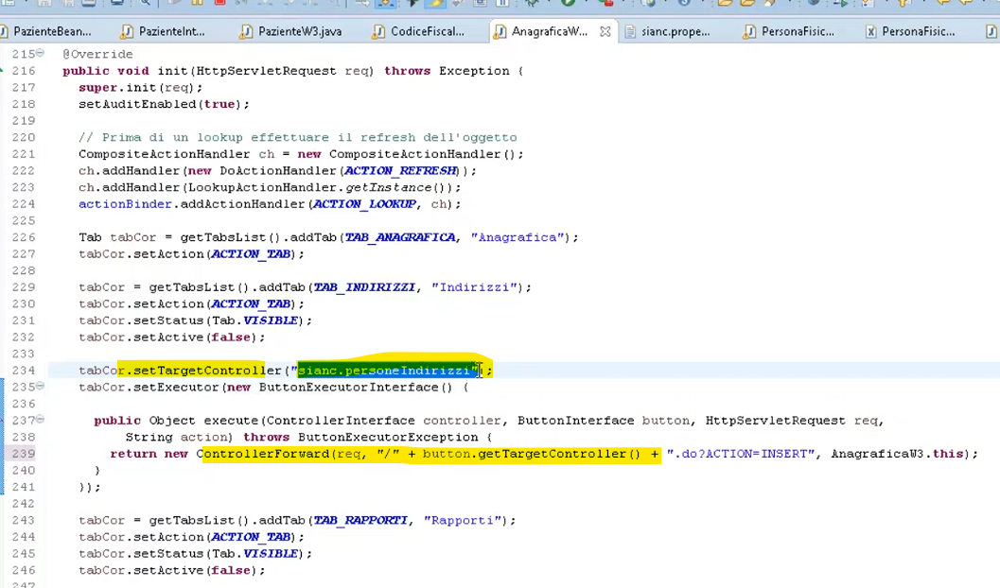 PazienteBean... PazienteInt... PazienteW3.java CodiceFiscal... AnagraficaW... sianc.prope... PersonaFisic... PersonaFisic...
215 @Override
216 public void init(HttpServletRequest req) throws Exception {
217 super.init(req);
218 setAuditEnabled(true);
219
220 // Prima di un lookup effettuare il refresh dell'oggetto
221 CompositeActionHandler ch = new CompositeActionHandler();
222 ch.addHandler(new DoActionHandler(ACTION_REFRESH));
223 ch.addHandler(LookupActionHandler.getInstance());
224 actionBinder.addActionHandler(ACTION_LOOKUP, ch);
225
226 Tab tabCor = getTabsList().addTab(TAB_ANAGRAFICA, "Anagrafica");
227 tabCor.setAction(ACTION_TAB);
228
229 tabCor = getTabsList().addTab(TAB_INDIRIZZI, "Indirizzi");
230 tabCor.setAction(ACTION_TAB);
231 tabCor.setStatus(Tab.VISIBLE);
232 tabCor.setActive(false);
233
234 tabCor.setTargetController("sianc.personeIndirizzi");
235 tabCor.setExecutor(new ButtonExecutorInterface() {
236
237 public Object execute(ControllerInterface controller, ButtonInterface button, HttpServletRequest req,
238 String action) throws ButtonExecutorException {
239 return new ControllerForward(req, "/" + button.getTargetController() + ".do?ACTION=INSERT", AnagraficaW3.this);
240 }
241 });
242
243 tabCor = getTabsList().addTab(TAB_RAPPORTI, "Rapporti");
244 tabCor.setAction(ACTION_TAB);
245 tabCor.setStatus(Tab.VISIBLE);
246 tabCor.setActive(false);
247